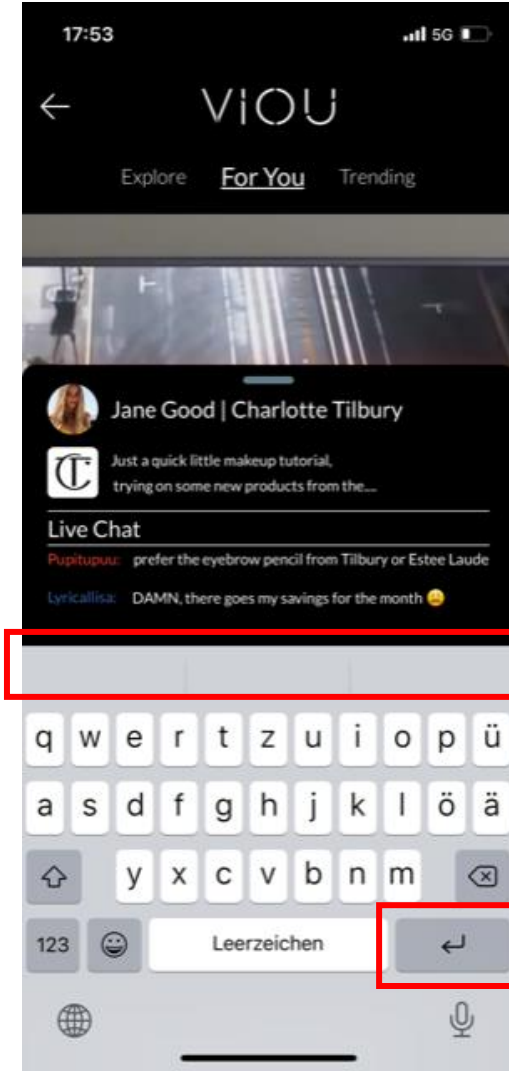 17:53
5G
VIOU
Explore For You Trending
Jane Good | Charlotte Tilbury
Just a quick little makeup tutorial,
trying on some new products from the....
Live Chat
Pupitupuu: prefer the eyebrow pencil from Tilbury or Estee Laude
Lyricallisa: DAMN, there goes my savings for the month 😩
q w e r t z u i o p ü
a s d f g h j k l ö ä
y x c v b n m
123 Leerzeichen